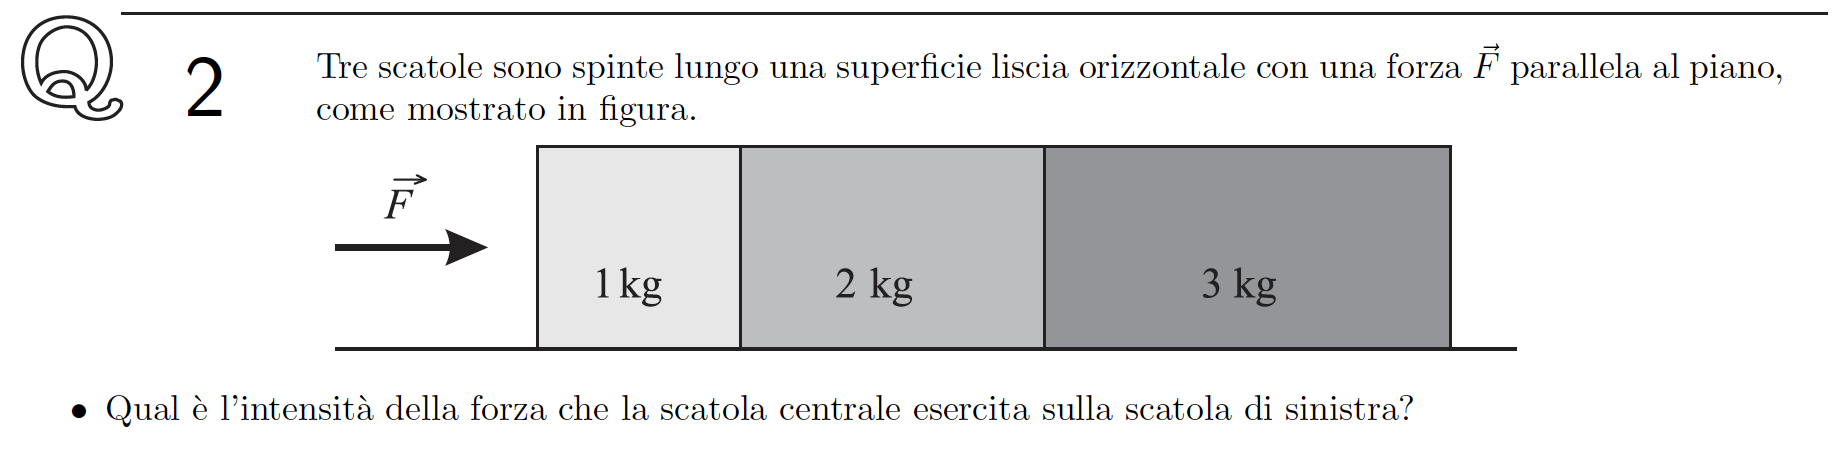 Q 2 Tre scatole sono spinte lungo una superficie liscia orizzontale con una forza F⃗ parallela al piano,
come mostrato in figura.
F⃗
1 kg 2 kg 3 kg
• Qual è l'intensità della forza che la scatola centrale esercita sulla scatola di sinistra?